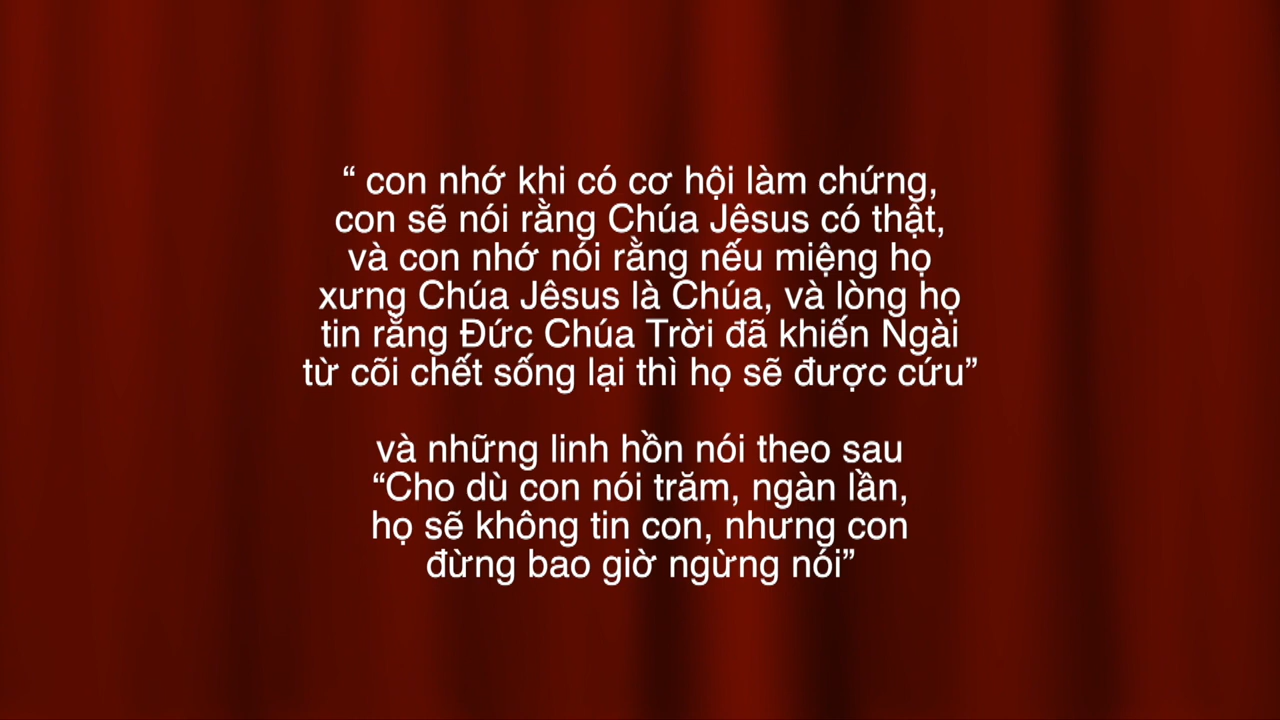 “ con nhớ khi có cơ hội làm chứng,
con sẽ nói rằng Chúa Jêsus có thật,
và con nhớ nói rằng nếu miệng họ
xưng Chúa Jêsus là Chúa, và lòng họ
tin rằng Đức Chúa Trời đã khiến Ngài
từ cõi chết sống lại thì họ sẽ được cứu”
và những linh hồn nói theo sau
“Cho dù con nói trăm, ngàn lần,
họ sẽ không tin con, nhưng con
đừng bao giờ ngừng nói”